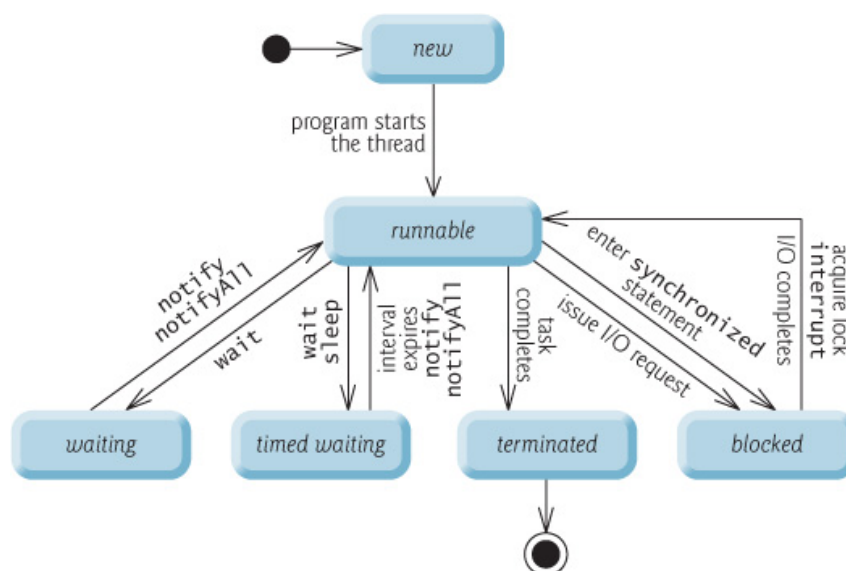 new
program starts
the thread
runnable
notify
notifyAll
wait
wait
sleep
interval
expires
notify
notifyAll
task
completes
enter synchronized
statement
issue I/O request
acquire lock
interrupt
I/O completes
waiting
timed waiting
terminated
blocked